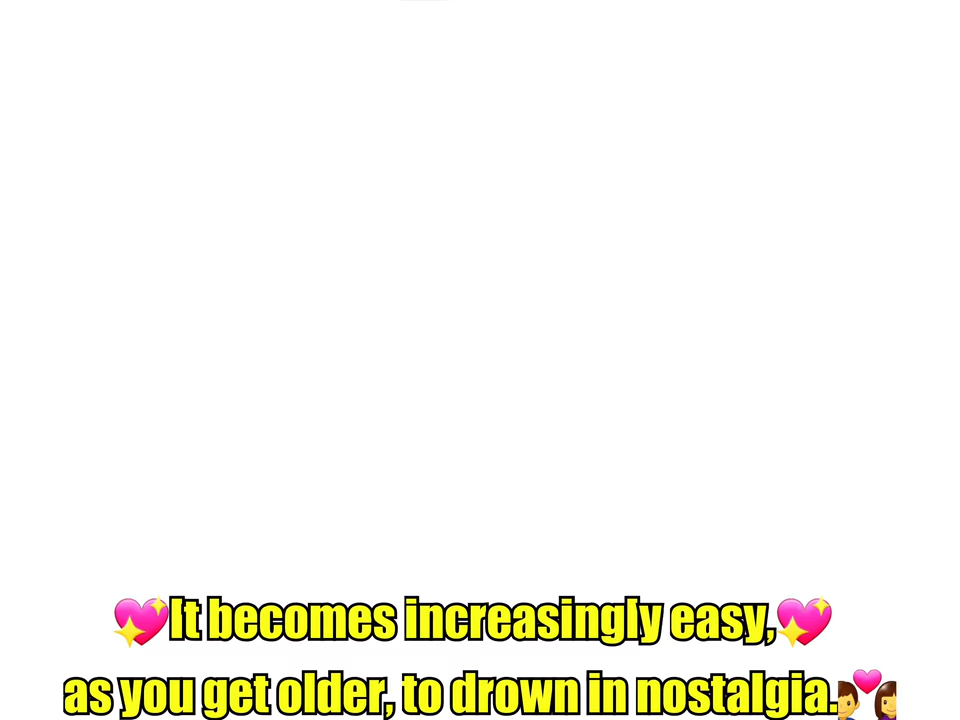 💖It becomes increasingly easy,💖
as you get older, to drown in nostalgia.💑